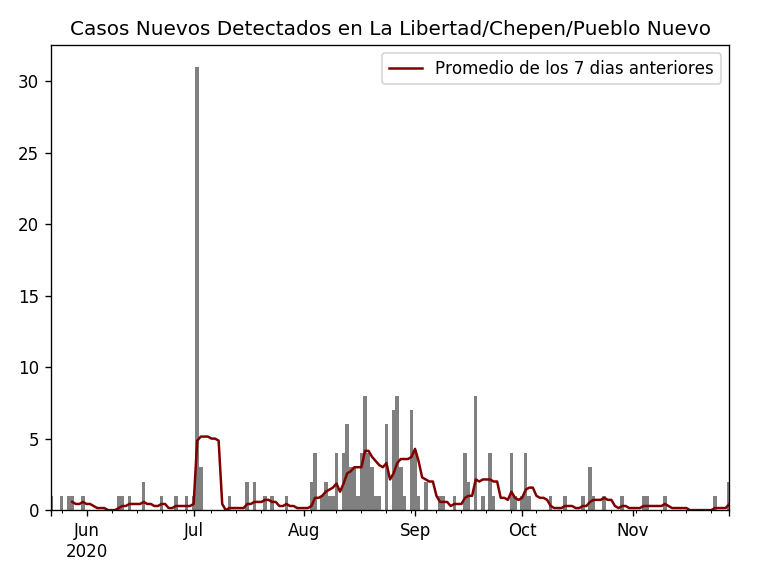 Casos Nuevos Detectados en La Libertad/Chepen/Pueblo Nuevo
Promedio de los 7 dias anteriores
30
25
20
15
10
5
0
Jun Jul Aug Sep Oct Nov
2020